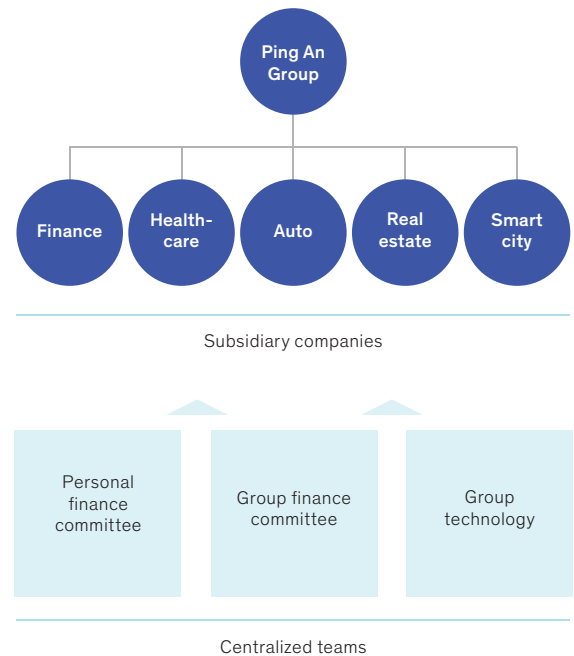 Ping An
Group
Finance
Health-
care
Auto
Real
estate
Smart
city
Subsidiary companies
Personal
finance
committee
Group finance
committee
Group
technology
Centralized teams